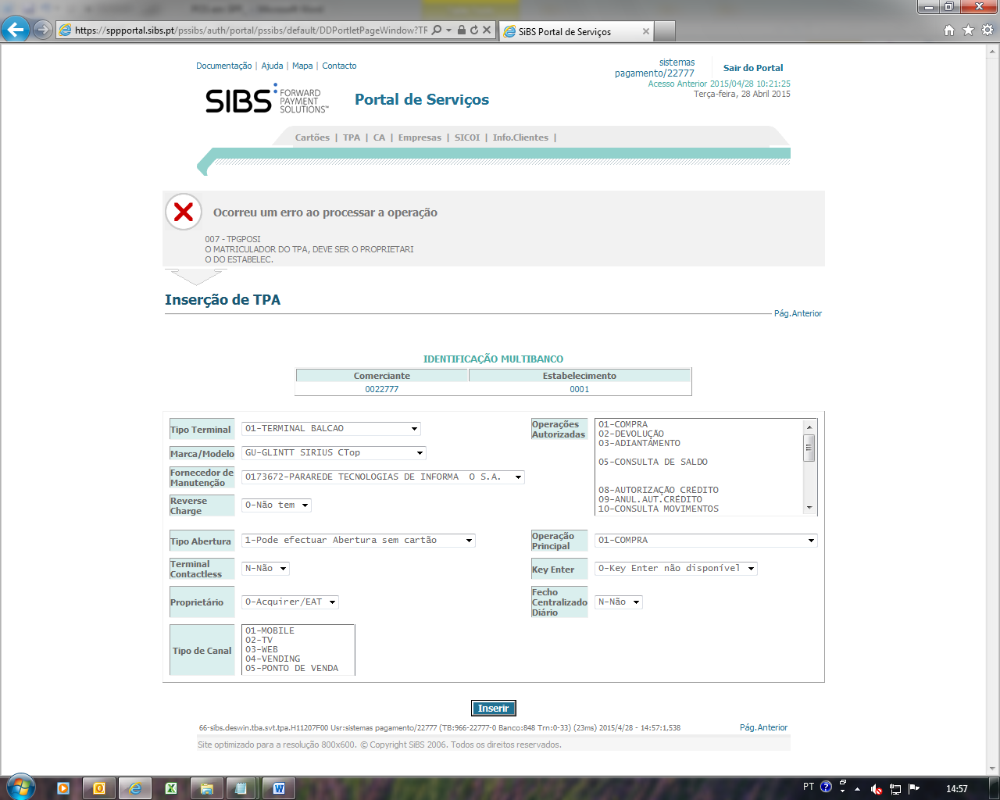 https://sppportal.sibs.pt/pssibs/auth/portal/pssibs/default/DDPortletPageWindow?TR
SiBS Portal de Serviços
Documentação | Ajuda | Mapa | Contacto
sistemas
pagamento/22777
Sair do Portal
Acesso Anterior 2015/04/28 10:21:25
Terça-feira, 28 Abril 2015
SIBS FORWARD PAYMENT SOLUTIONS™
Portal de Serviços
Cartões | TPA | CA | Empresas | SICOI | Info.Clientes |
Ocorreu um erro ao processar a operação
007 - TPGPOSI
O MATRICULADOR DO TPA, DEVE SER O PROPRIETARI
O DO ESTABELEC.
Inserção de TPA
Pág.Anterior
IDENTIFICAÇÃO MULTIBANCO
Comerciante Estabelecimento
0022777 0001
Tipo Terminal 01-TERMINAL BALCAO
Marca/Modelo GU-GLINTT SIRIUS CTop
Fornecedor de Manutenção 0173672-PARAREDE TECNOLOGIAS DE INFORMA O S.A.
Reverse Charge 0-Não tem
Operações Autorizadas
01-COMPRA
02-DEVOLUÇÃO
03-ADIANTAMENTO
05-CONSULTA DE SALDO
08-AUTORIZAÇÃO CRÉDITO
09-ANUL.AUT.CRÉDITO
10-CONSULTA MOVIMENTOS
Tipo Abertura 1-Pode efectuar Abertura sem cartão
Operação Principal 01-COMPRA
Terminal Contactless N-Não
Key Enter 0-Key Enter não disponível
Proprietário 0-Acquirer/EAT
Fecho Centralizado Diário N-Não
Tipo de Canal
01-MOBILE
02-TV
03-WEB
04-VENDING
05-PONTO DE VENDA
Inserir
66-sibs.deswin.tba.svt.tpa.H11207F00 Usr:sistemas pagamento/22777 (TB:966-22777-0 Banco:848 Trn:0-33) (23ms) 2015/4/28 - 14:57:1,538
Pág.Anterior
Site optimizado para a resolução 800x600. © Copyright SiBS 2006. Todos os direitos reservados.
PT
14:57